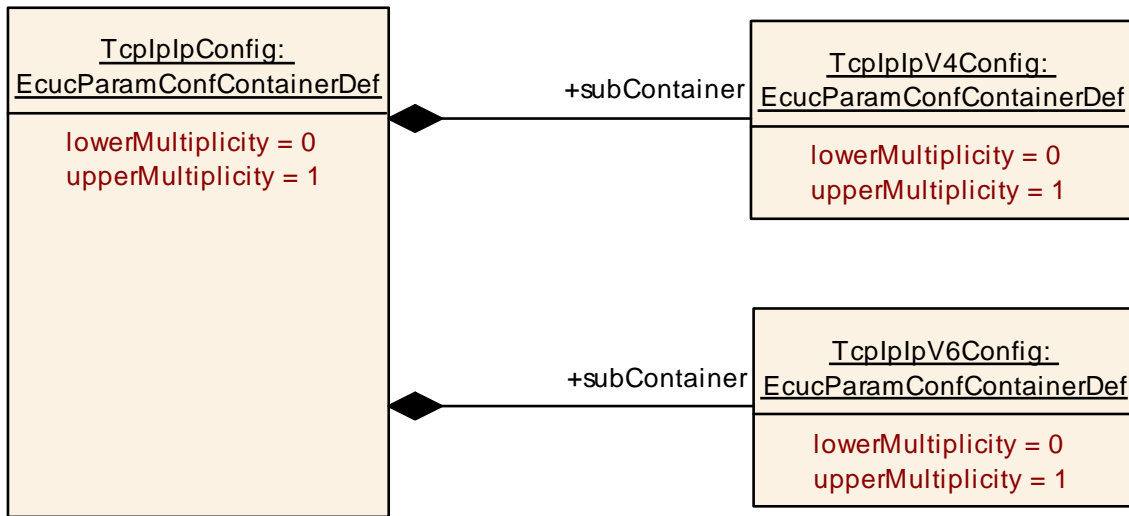 TcpIpIpConfig:
EcucParamConfContainerDef
lowerMultiplicity = 0
upperMultiplicity = 1
+subContainer
TcpIpIpV4Config:
EcucParamConfContainerDef
lowerMultiplicity = 0
upperMultiplicity = 1
+subContainer
TcpIpIpV6Config:
EcucParamConfContainerDef
lowerMultiplicity = 0
upperMultiplicity = 1